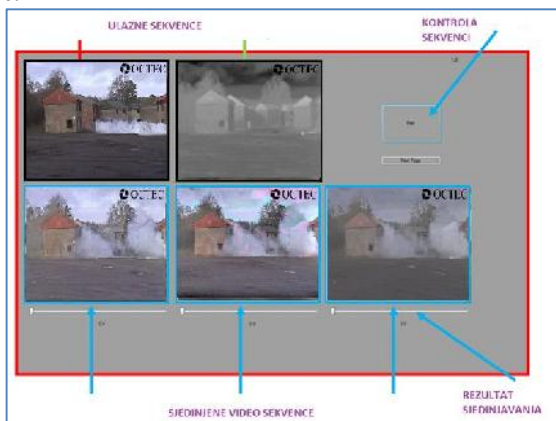 ULAZNE SEKVENCE
KONTROLA
SEKVENCI
OCTEC
OCTEC
OCTEC
OCTEC
OCTEC
SJEDINJENE VIDEO SEKVENCE
REZULTAT
SJEDINJAVANJA